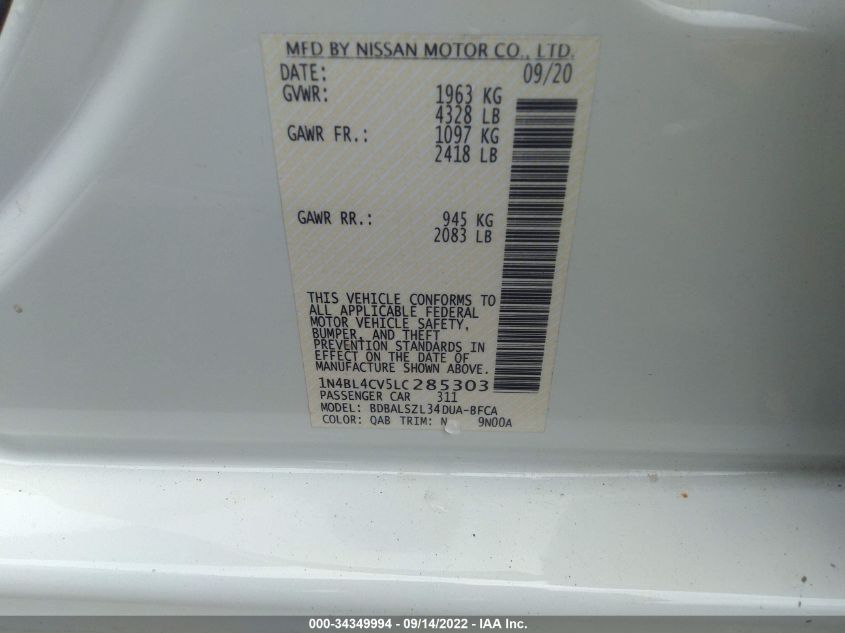 MFD BY NISSAN MOTOR CO., LTD.
DATE: 09/20
GVWR: 1963 KG
4328 LB
GAWR FR.: 1097 KG
2418 LB
GAWR RR.: 945 KG
2083 LB
THIS VEHICLE CONFORMS TO
ALL APPLICABLE FEDERAL
MOTOR VEHICLE SAFETY,
BUMPER, AND THEFT
PREVENTION STANDARDS IN
EFFECT ON THE DATE OF
MANUFACTURE SHOWN ABOVE.
1N4BL4CV5LC285303
PASSENGER CAR 311
MODEL: BDBALSZL34DUA-BFCA
COLOR: QAB TRIM: N 9N00A
000-34349994 - 09/14/2022 - IAA Inc.